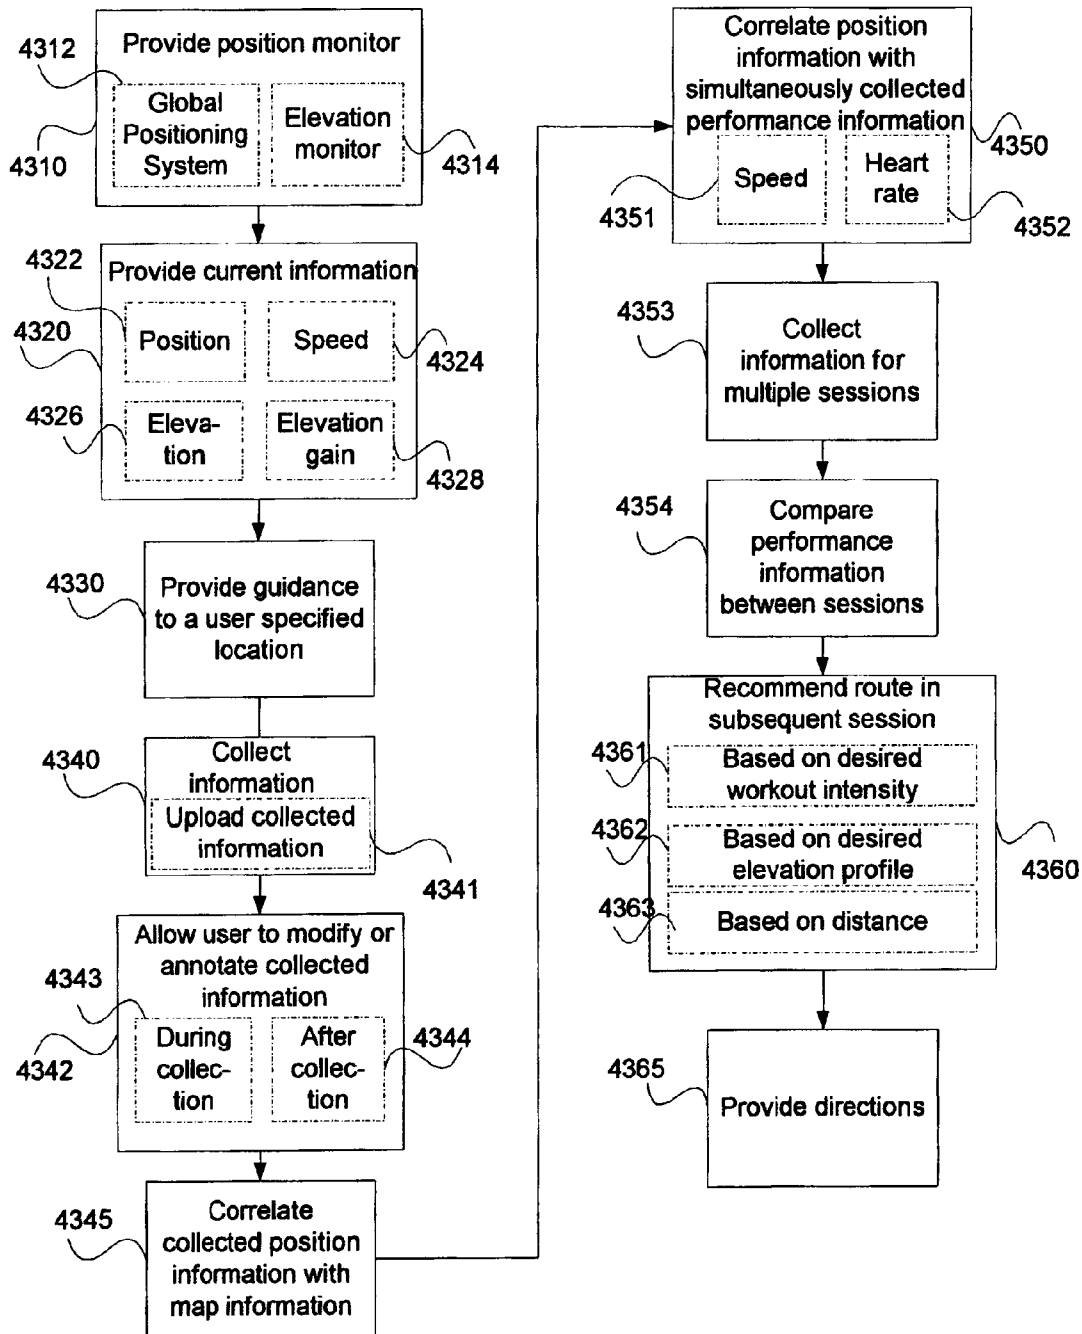 Provide position monitor
4312
Global
Positioning
System
Elevation
monitor
4310
4314
Provide current information
4322
4320
Position
Speed
4324
4326
Eleva-
tion
Elevation
gain
4328
4330
Provide guidance
to a user specified
location
4340
Collect
information
Upload collected
information
4341
Allow user to modify or
annotate collected
information
4343
4342
During
collec-
tion
After
collec-
tion
4344
4345
Correlate
collected position
information with
map information
Correlate position
information with
simultaneously collected
performance information
4350
4351
Speed
Heart
rate
4352
4353
Collect
information for
multiple sessions
4354
Compare
performance
information
between sessions
Recommend route in
subsequent session
4361
Based on desired
workout intensity
4362
Based on desired
elevation profile
4360
4363
Based on distance
4365
Provide directions